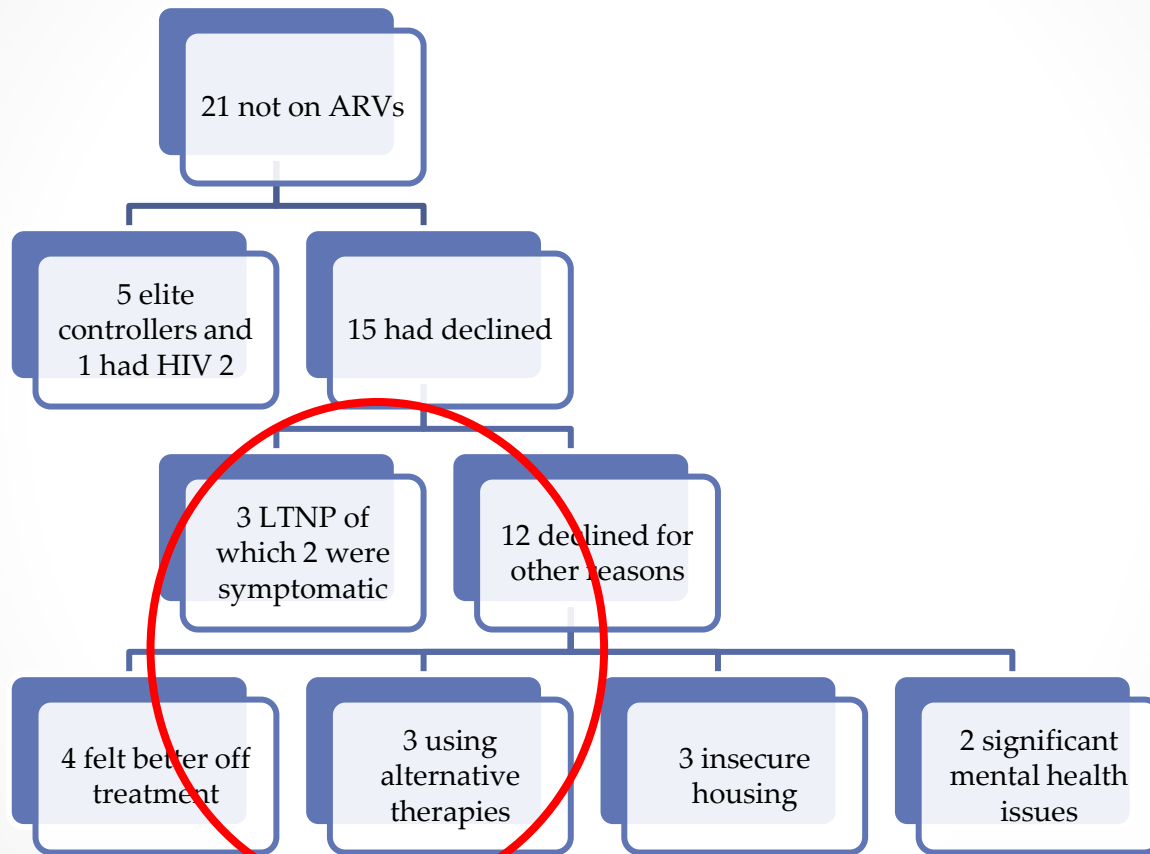 21 not on ARVs
5 elite
controllers and
1 had HIV 2
15 had declined
3 LTNP of
which 2 were
symptomatic
12 declined for
other reasons
4 felt better off
treatment
3 using
alternative
therapies
3 insecure
housing
2 significant
mental health
issues